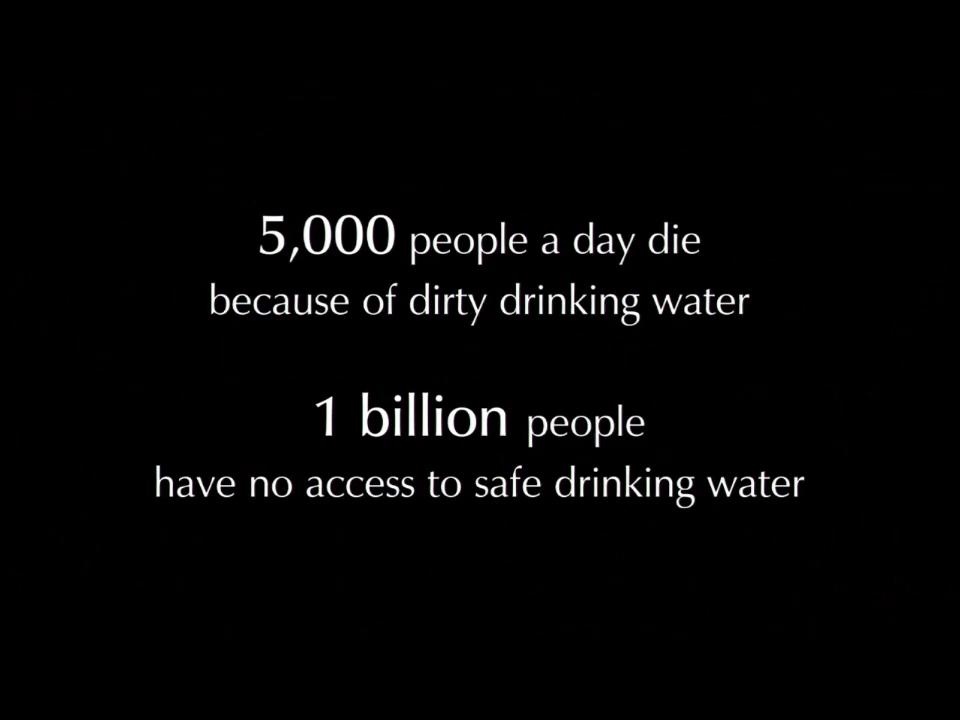 5,000 people a day die
because of dirty drinking water
1 billion people
have no access to safe drinking water